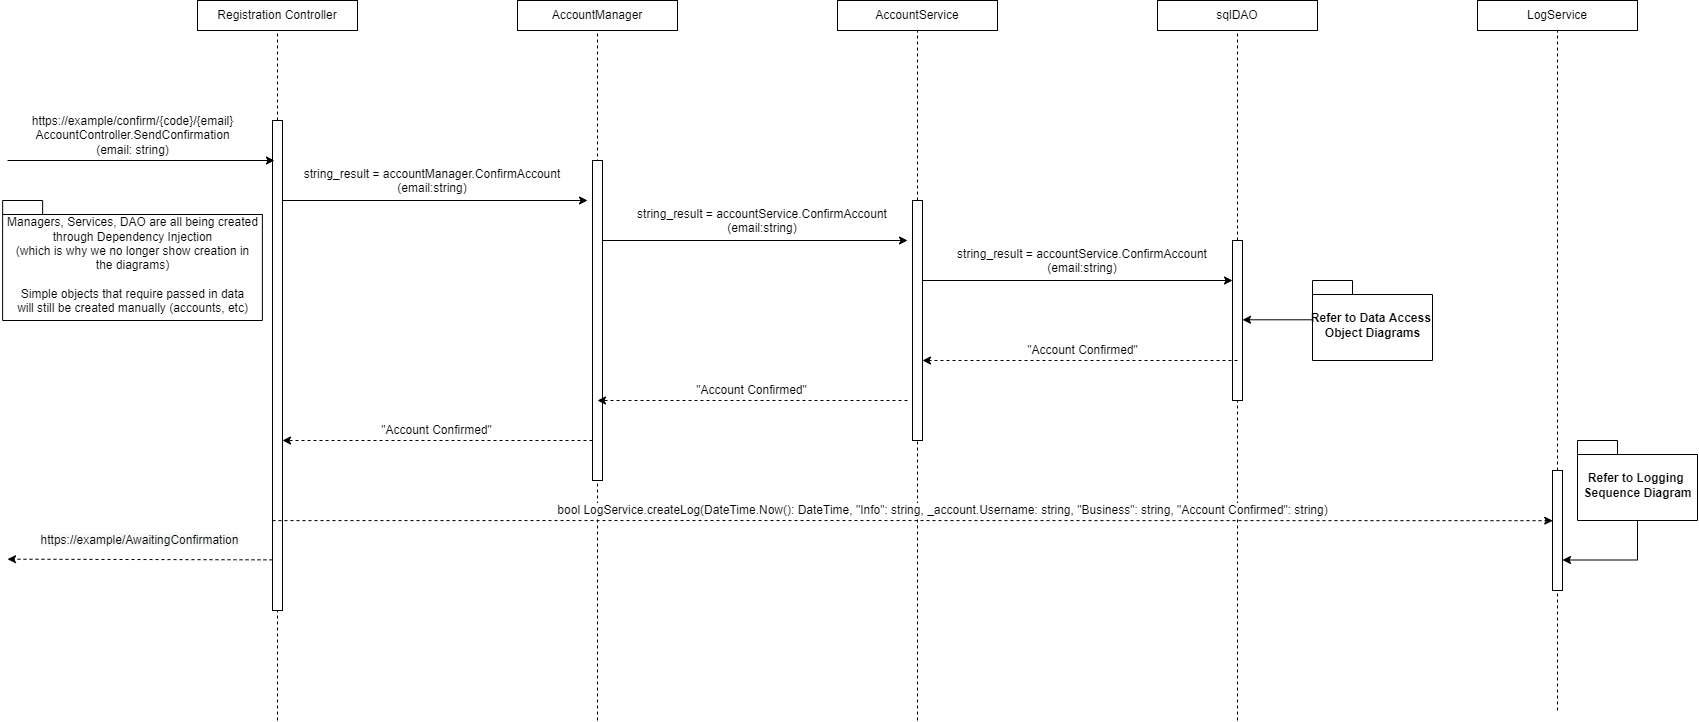 Registration Controller
AccountManager
AccountService
sqlDAO
LogService
https://example/confirm/{code}/{email}
AccountController.SendConfirmation
(email: string)
string_result = accountManager.ConfirmAccount
(email:string)
Managers, Services, DAO are all being created
through Dependency Injection
(which is why we no longer show creation in
the diagrams)
Simple objects that require passed in data
will still be created manually (accounts, etc)
string_result = accountService.ConfirmAccount
(email:string)
string_result = accountService.ConfirmAccount
(email:string)
Refer to Data Access
Object Diagrams
"Account Confirmed"
"Account Confirmed"
"Account Confirmed"
Refer to Logging
Sequence Diagram
bool LogService.createLog(DateTime.Now(): DateTime, "Info": string, _account.Username: string, "Business": string, "Account Confirmed": string)
https://example/AwaitingConfirmation